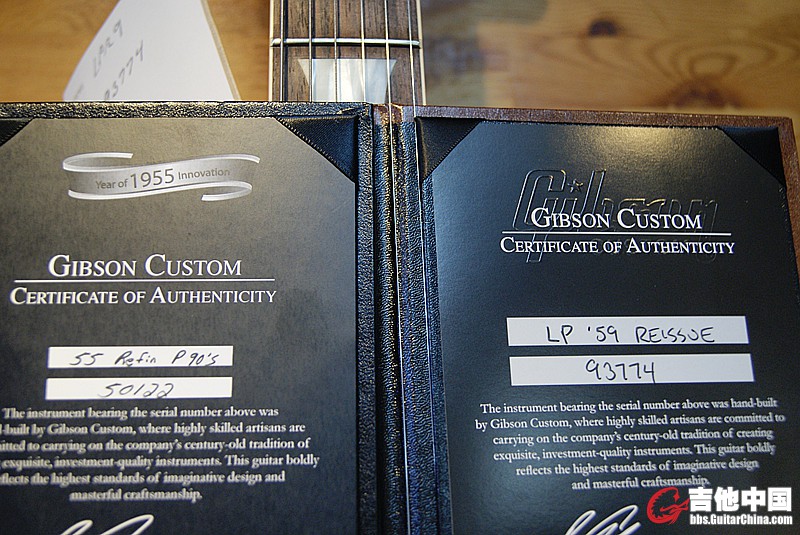 LPR9
93774
Year of 1955 Innovation
GIBSON CUSTOM
CERTIFICATE OF AUTHENTICITY
55 Refin P90's
50122
The instrument bearing the serial number above was
l-built by Gibson Custom, where highly skilled artisans are
itted to carrying on the company's century-old tradition of
exquisite, investment-quality instruments. This guitar boldly
flects the highest standards of imaginative design and
masterful craftsmanship.
Gibson
GIBSON CUSTOM
CERTIFICATE OF AUTHENTICITY
LP '59 REISSUE
93774
The instrument bearing the serial number above was hand-built
by Gibson Custom, where highly skilled artisans are committed to
carrying on the company's century-old tradition of creating
exquisite, investment-quality instruments. This guitar boldly
reflects the highest standards of imaginative design
and masterful craftsmanship.
吉他中国
bbs.GuitarChina.com